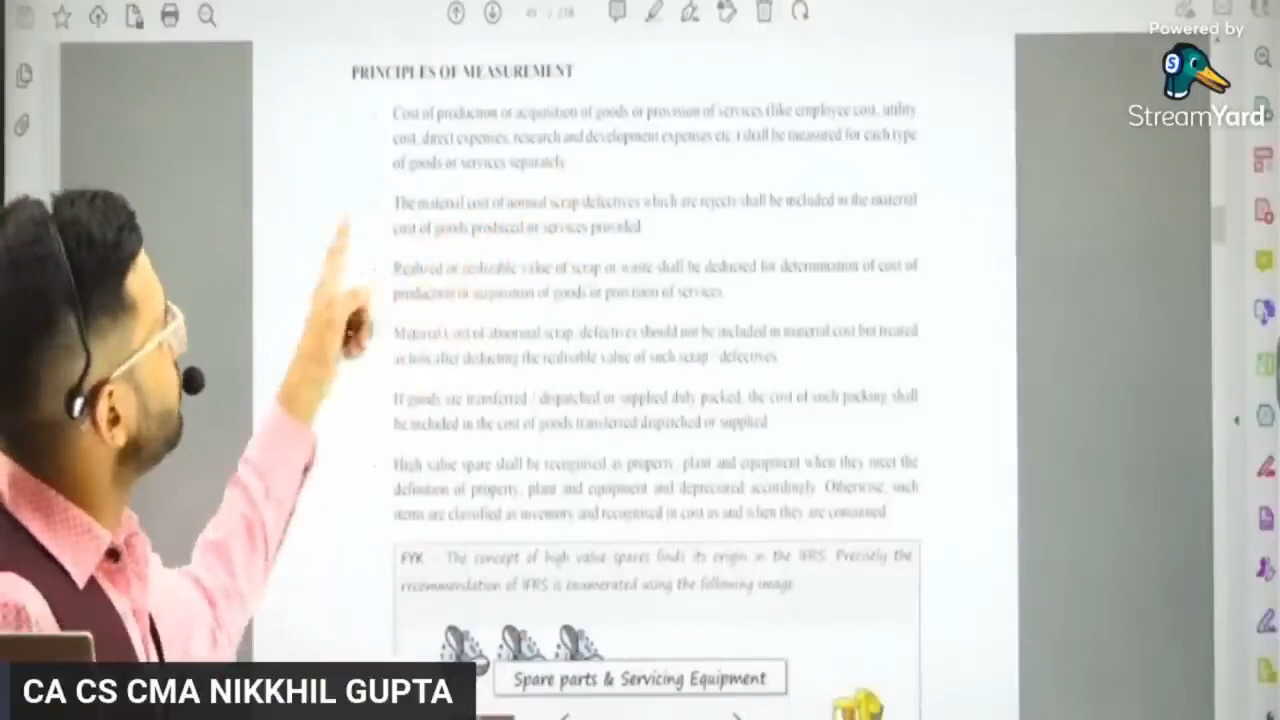 49 / 238
Powered by
StreamYard
PRINCIPLES OF MEASUREMENT
Cost of production or acquisition of goods or provision of services (like employee cost, utility
cost, direct expenses, research and development expenses etc.) shall be measured for each type
of goods or services separately
The material cost of normal scrap defectives which are rejects shall be included in the material
cost of goods produced or services provided
Realized or realisable value of scrap or waste shall be deducted for determination of cost of
production or acquisition of goods or provision of services
Material Cost of abnormal scrap defectives should not be included in material cost but treated
as loss after deducting the realisable value of such scrap defectives
If goods are transferred / dispatched or supplied duly packed, the cost of such packing shall
be included in the cost of goods transferred dispatched or supplied
High value spare shall be recognised as property, plant and equipment when they meet the
definition of property, plant and equipment and depreciated accordingly. Otherwise, such
items are classified as inventory and recognised in cost as and when they are consumed
FYK - The concept of high value spares finds its origin in the IFRS. Precisely the
recommendation of IFRS is enumerated using the following image
Spare parts & Servicing Equipment
CA CS CMA NIKKHIL GUPTA